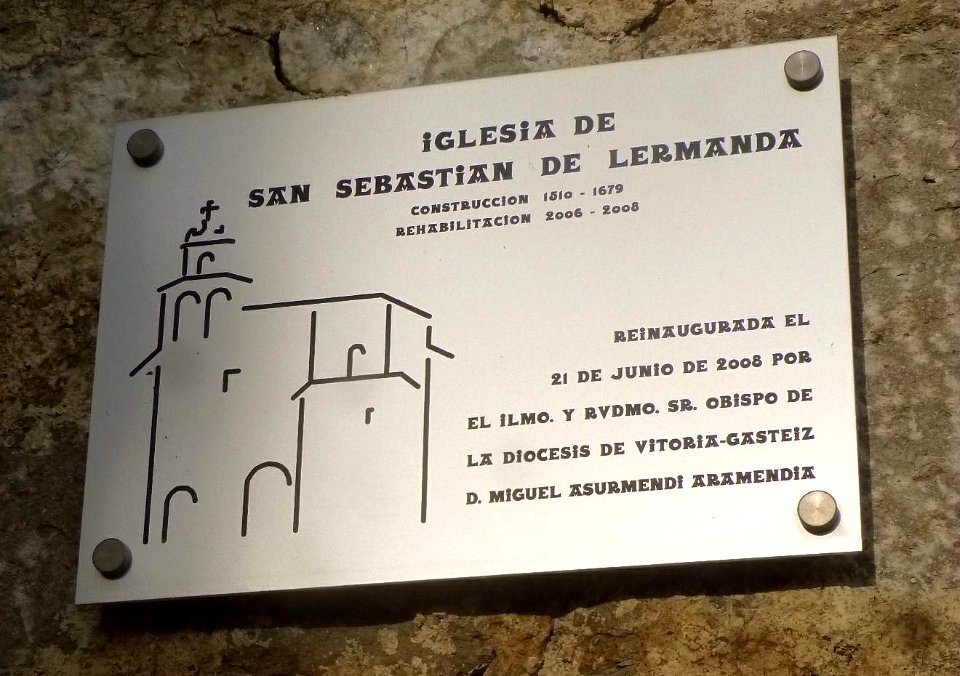 iGLESiA DE
SAN SEBASTiAN DE LERMANDA
CONSTRUCCION 1510 - 1679
REHABiLiTACiON 2006 - 2008
REiNAUGURADA EL
21 DE JUNiO DE 2008 POR
EL iLMO. Y RVDMO. SR. OBiSPO DE
LA DiOCESiS DE ViTORiA-GASTEiZ
D. MiGUEL ASURMENDi ARAMENDiA